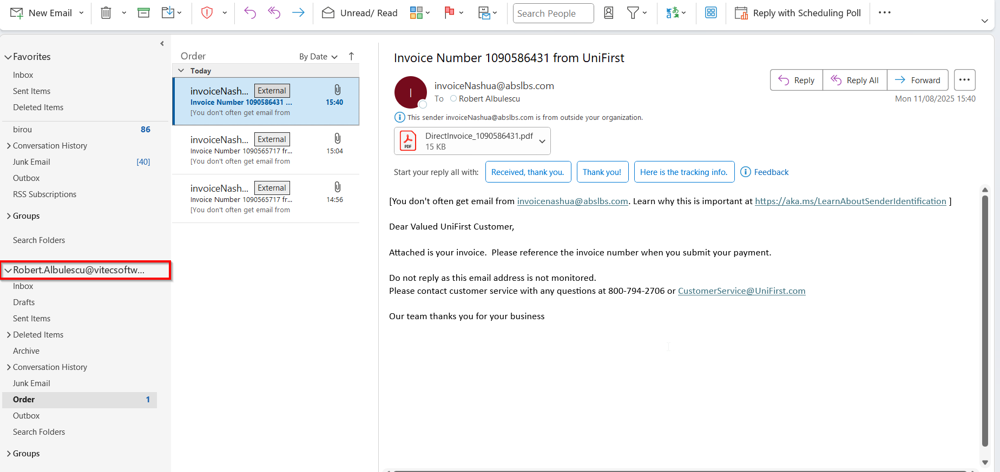 New Email
Unread/ Read
Search People
Reply with Scheduling Poll
Favorites
Inbox
Sent Items
Deleted Items
birou 86
Conversation History
Junk Email [40]
Outbox
RSS Subscriptions
Groups
Search Folders
Robert.Albulescu@vitecsoftw...
Inbox
Drafts
Sent Items
Deleted Items
Archive
Conversation History
Junk Email
Order 1
Outbox
Search Folders
Groups
Order By Date
Today
invoiceNash... External
Invoice Number 1090586431 ... 15:40
[You don't often get email from
invoiceNash... External
Invoice Number 1090565717 fr... 15:04
[You don't often get email from
invoiceNash... External
Invoice Number 1090565717 fr... 14:56
[You don't often get email from
Invoice Number 1090586431 from UniFirst
I
invoiceNashua@abslbs.com
To Robert Albulescu
Reply Reply All Forward
Mon 11/08/2025 15:40
This sender invoiceNashua@abslbs.com is from outside your organization.
PDF
DirectInvoice_1090586431.pdf
15 KB
Start your reply all with: Received, thank you. Thank you! Here is the tracking info. Feedback
[You don't often get email from invoicenashua@abslbs.com. Learn why this is important at https://aka.ms/LearnAboutSenderIdentification ]
Dear Valued UniFirst Customer,
Attached is your invoice.  Please reference the invoice number when you submit your payment.
Do not reply as this email address is not monitored.
Please contact customer service with any questions at 800-794-2706 or CustomerService@UniFirst.com
Our team thanks you for your business